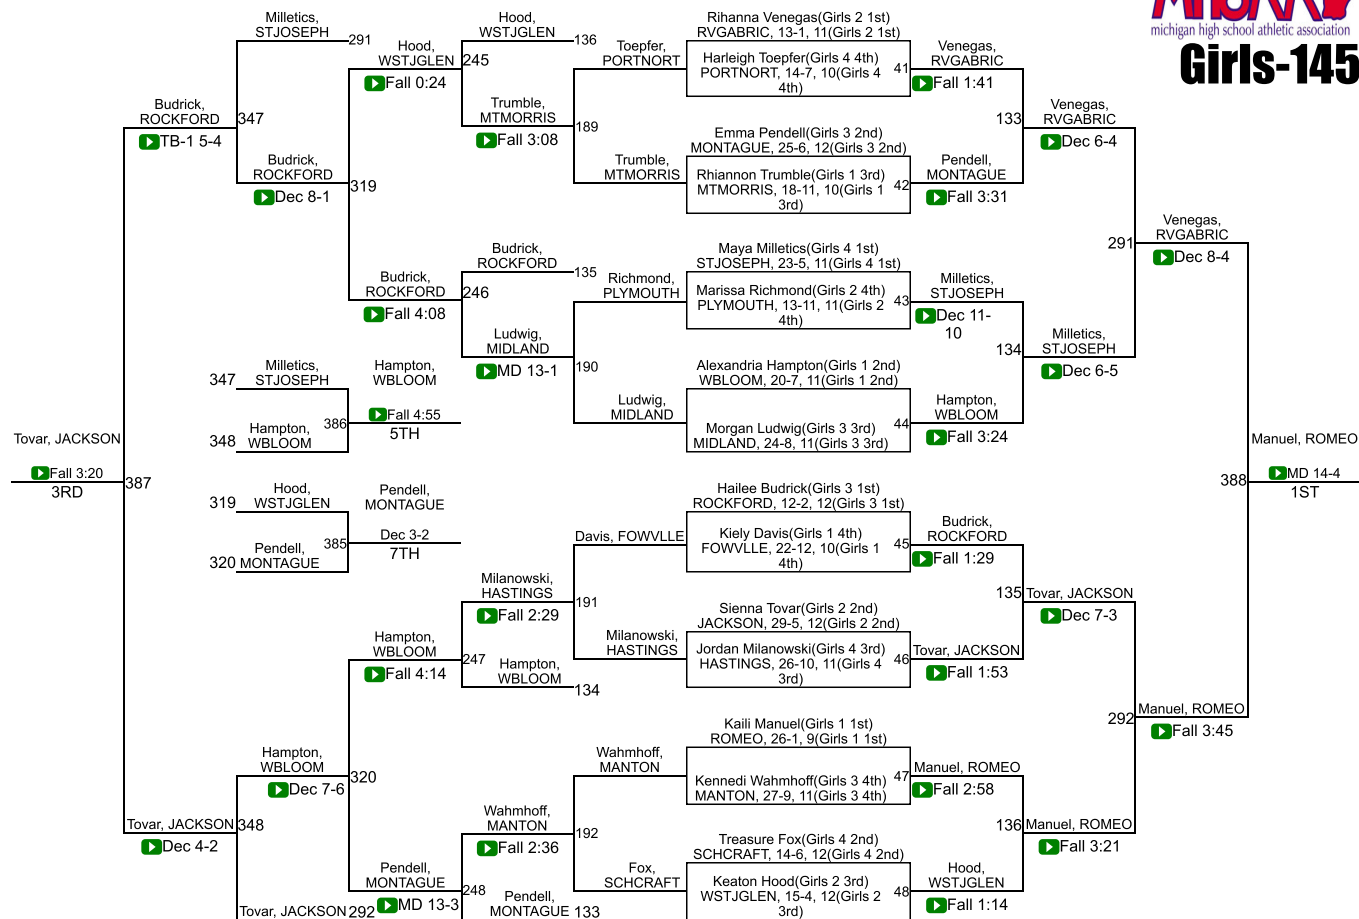 MHSAA
michigan high school athletic association
Girls-145
Milletics,
STJOSEPH
291
Budrick,
ROCKFORD
TB-1 5-4
347
Budrick,
ROCKFORD
Dec 8-1
Hood,
WSTJGLEN
Fall 0:24
245
319
Budrick,
ROCKFORD
Fall 4:08
246
Hood,
WSTJGLEN
136
Trumble,
MTMORRIS
Fall 3:08
189
Budrick,
ROCKFORD
135
Ludwig,
MIDLAND
MD 13-1
190
Toepfer,
PORTNORT
Trumble,
MTMORRIS
Richmond,
PLYMOUTH
Ludwig,
MIDLAND
Rihanna Venegas(Girls 2 1st)
RVGABRIC, 13-1, 11(Girls 2 1st)
Harleigh Toepfer(Girls 4 4th)
PORTNORT, 14-7, 10(Girls 4
4th)
41
Emma Pendell(Girls 3 2nd)
MONTAGUE, 25-6, 12(Girls 3 2nd)
Rhiannon Trumble(Girls 1 3rd)
MTMORRIS, 18-11, 10(Girls 1
3rd)
42
Maya Milletics(Girls 4 1st)
STJOSEPH, 23-5, 11(Girls 4 1st)
Marissa Richmond(Girls 2 4th)
PLYMOUTH, 13-11, 11(Girls 2
4th)
43
Alexandria Hampton(Girls 1 2nd)
WBLOOM, 20-7, 11(Girls 1 2nd)
Morgan Ludwig(Girls 3 3rd)
MIDLAND, 24-8, 11(Girls 3 3rd)
44
Venegas,
RVGABRIC
Fall 1:41
Pendell,
MONTAGUE
Fall 3:31
133
Venegas,
RVGABRIC
Dec 6-4
Milletics,
STJOSEPH
Dec 11-
10
Hampton,
WBLOOM
Fall 3:24
134
Milletics,
STJOSEPH
Dec 6-5
291
Venegas,
RVGABRIC
Dec 8-4
347
Milletics,
STJOSEPH
348
Hampton,
WBLOOM
386
Hampton,
WBLOOM
Fall 4:55
5TH
Tovar, JACKSON
Fall 3:20
3RD
387
319
Hood,
WSTJGLEN
320
Pendell,
MONTAGUE
385
Pendell,
MONTAGUE
Dec 3-2
7TH
388
Manuel, ROMEO
MD 14-4
1ST
Davis, FOWVLLE
Milanowski,
HASTINGS
Fall 2:29
191
Milanowski,
HASTINGS
Hampton,
WBLOOM
Fall 4:14
247
Hampton,
WBLOOM
134
Hailee Budrick(Girls 3 1st)
ROCKFORD, 12-2, 12(Girls 3 1st)
Kiely Davis(Girls 1 4th)
FOWVLLE, 22-12, 10(Girls 1
4th)
45
Sienna Tovar(Girls 2 2nd)
JACKSON, 29-5, 12(Girls 2 2nd)
Jordan Milanowski(Girls 4 3rd)
HASTINGS, 26-10, 11(Girls 4
3rd)
46
Budrick,
ROCKFORD
Fall 1:29
Tovar, JACKSON
Fall 1:53
135
Tovar, JACKSON
Dec 7-3
292
Manuel, ROMEO
Fall 3:45
Hampton,
WBLOOM
Dec 7-6
320
Tovar, JACKSON
Dec 4-2
348
Tovar, JACKSON
292
Pendell,
MONTAGUE
MD 13-3
248
Wahmhoff,
MANTON
Fall 2:36
192
Pendell,
MONTAGUE
133
Wahmhoff,
MANTON
Fox,
SCHCRAFT
Kaili Manuel(Girls 1 1st)
ROMEO, 26-1, 9(Girls 1 1st)
Kennedi Wahmhoff(Girls 3 4th)
MANTON, 27-9, 11(Girls 3 4th)
47
Treasure Fox(Girls 4 2nd)
SCHCRAFT, 14-6, 12(Girls 4 2nd)
Keaton Hood(Girls 2 3rd)
WSTJGLEN, 15-4, 12(Girls 2
3rd)
48
Manuel, ROMEO
Fall 2:58
Hood,
WSTJGLEN
Fall 1:14
136
Manuel, ROMEO
Fall 3:21